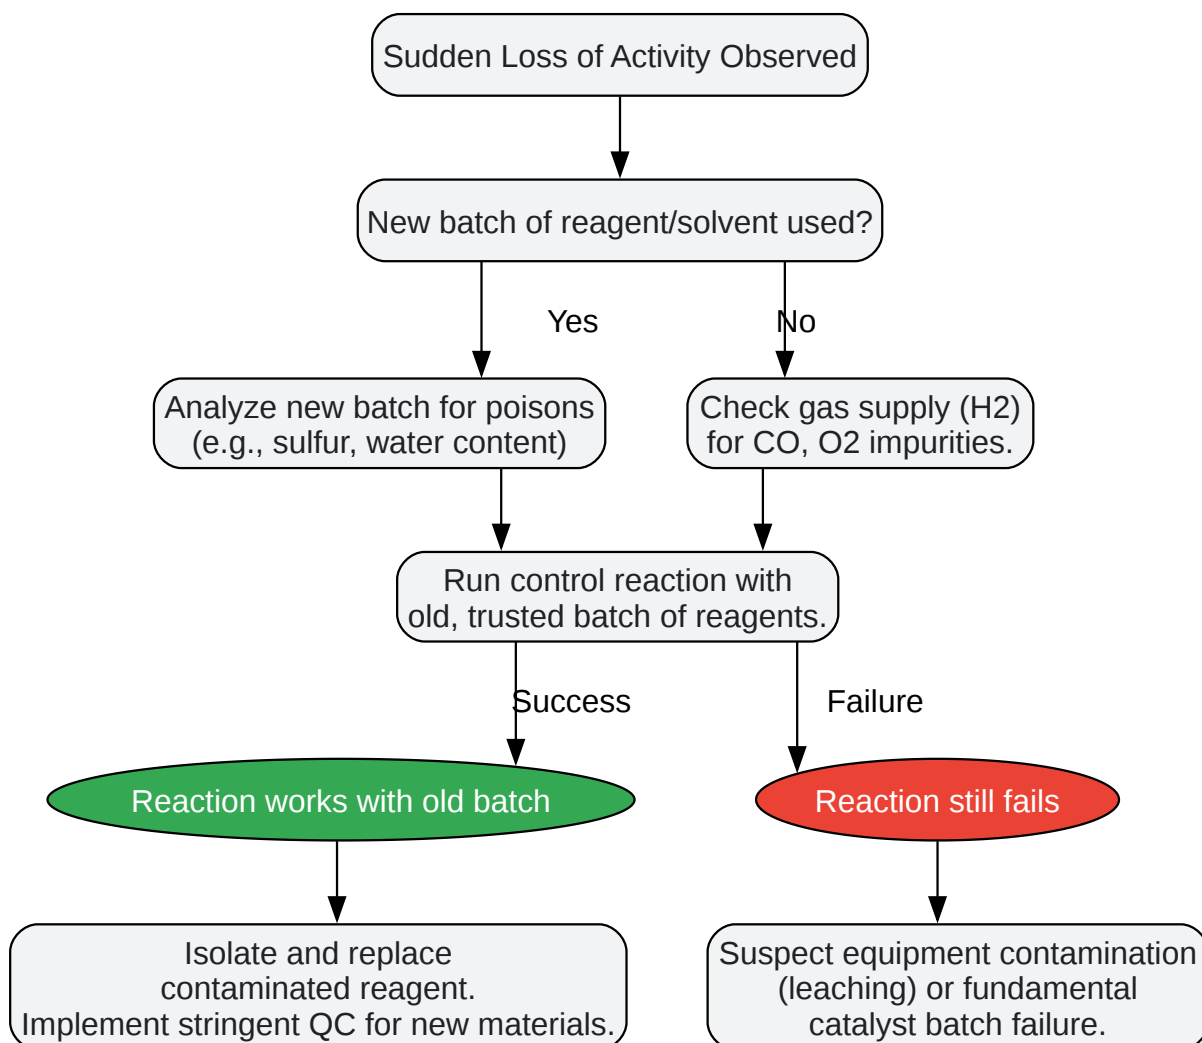 Sudden Loss of Activity Observed
New batch of reagent/solvent used?
Yes
No
Analyze new batch for poisons
(e.g., sulfur, water content)
Check gas supply (H2)
for CO, O2 impurities.
Run control reaction with
old, trusted batch of reagents.
Success
Failure
Reaction works with old batch
Reaction still fails
Isolate and replace
contaminated reagent.
Implement stringent QC for new materials.
Suspect equipment contamination
(leaching) or fundamental
catalyst batch failure.